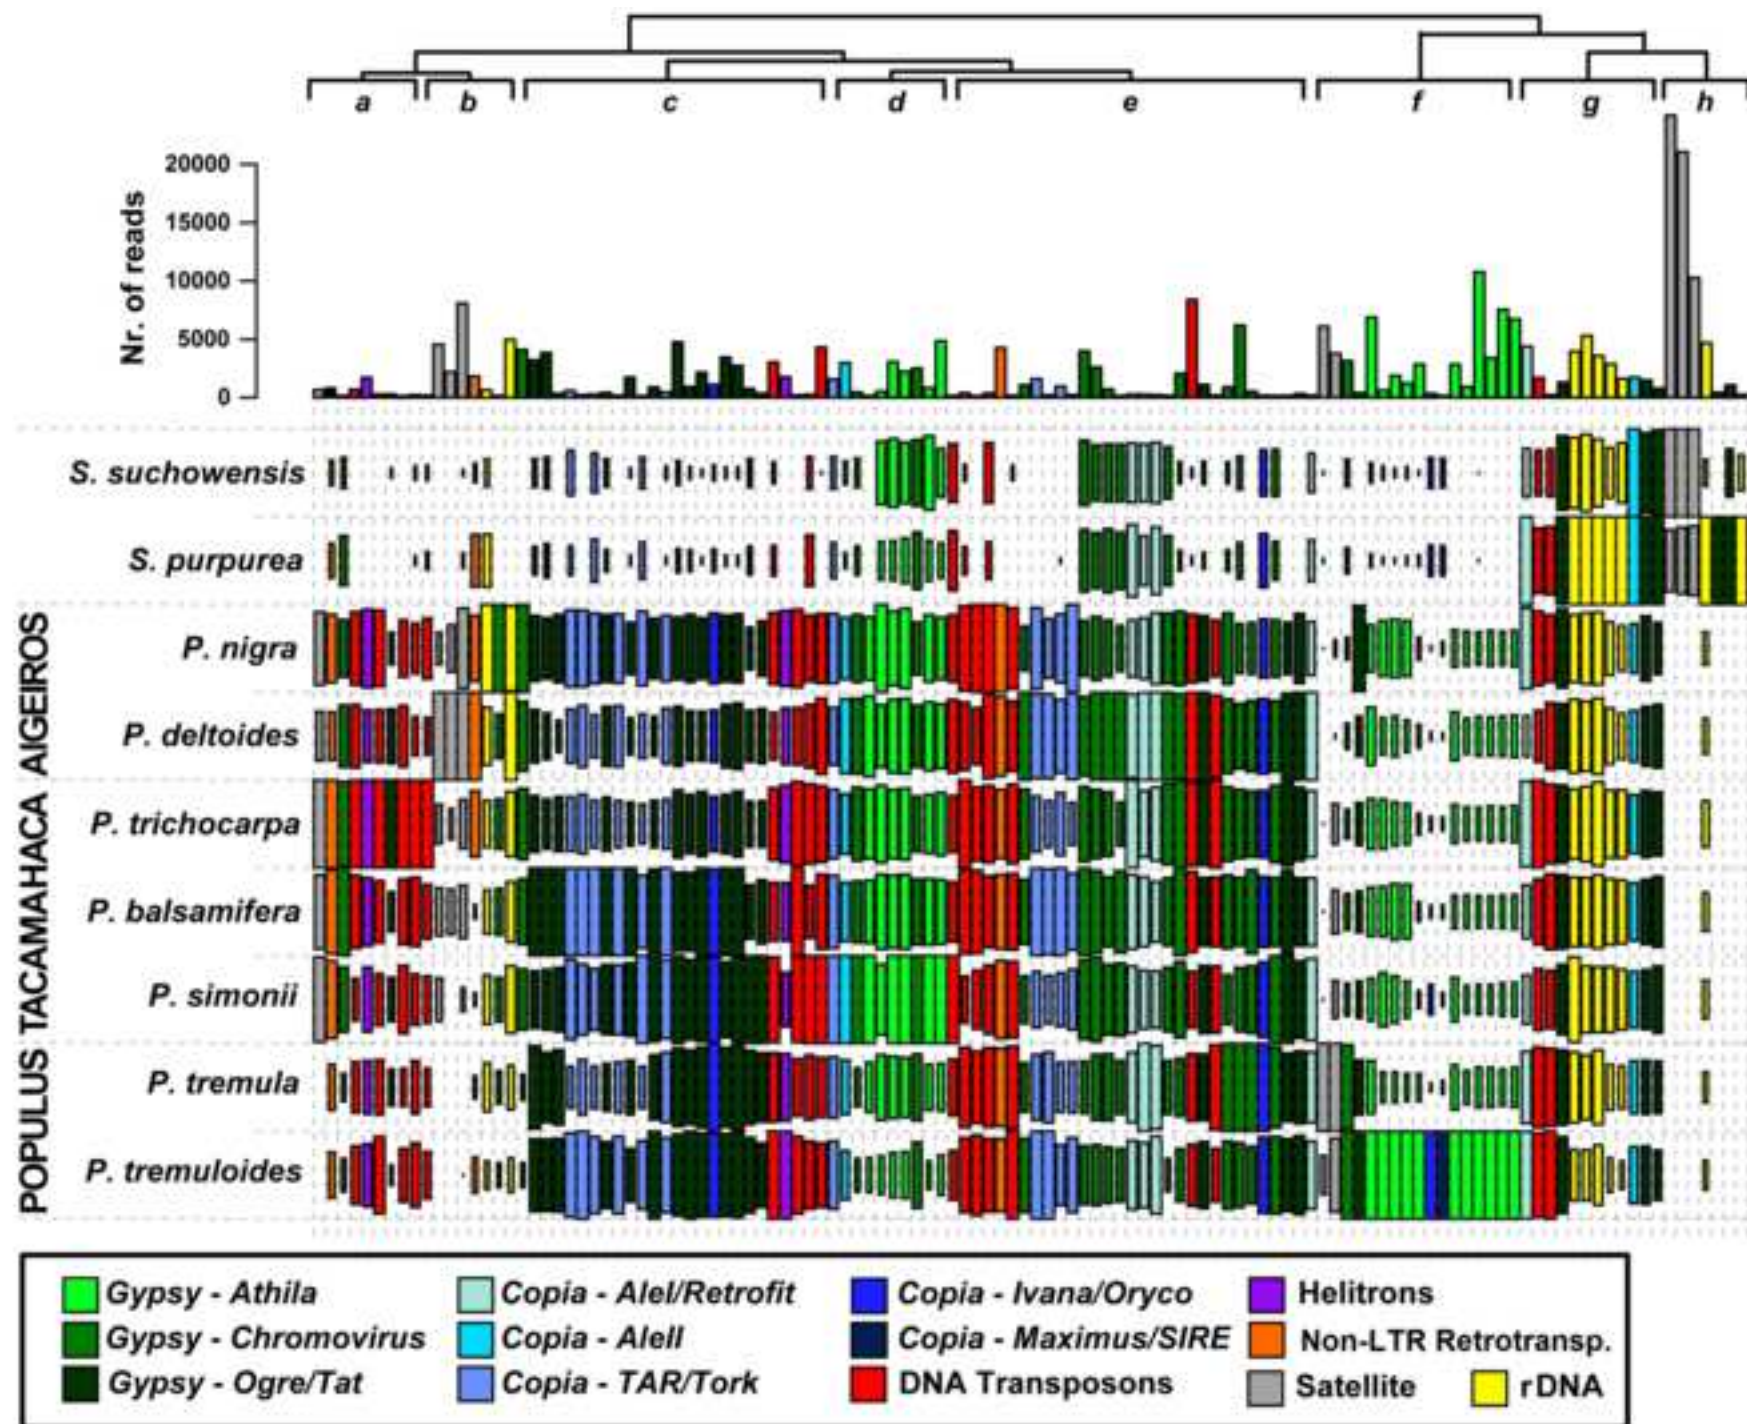 a b c d e f g h
20000
15000
10000
5000
0
Nr. of reads
S. suchowensis
S. purpurea
P. nigra
P. deltoides
P. trichocarpa
P. balsamifera
P. simonii
P. tremula
P. tremuloides
POPULUS TACAMAHACA AIGEIROS
Gypsy - Athila Copia - AleI/Retrofit Copia - Ivana/Oryco Helitrons
Gypsy - Chromovirus Copia - AleII Copia - Maximus/SIRE Non-LTR Retrotransp.
Gypsy - Ogre/Tat Copia - TAR/Tork DNA Transposons Satellite rDNA